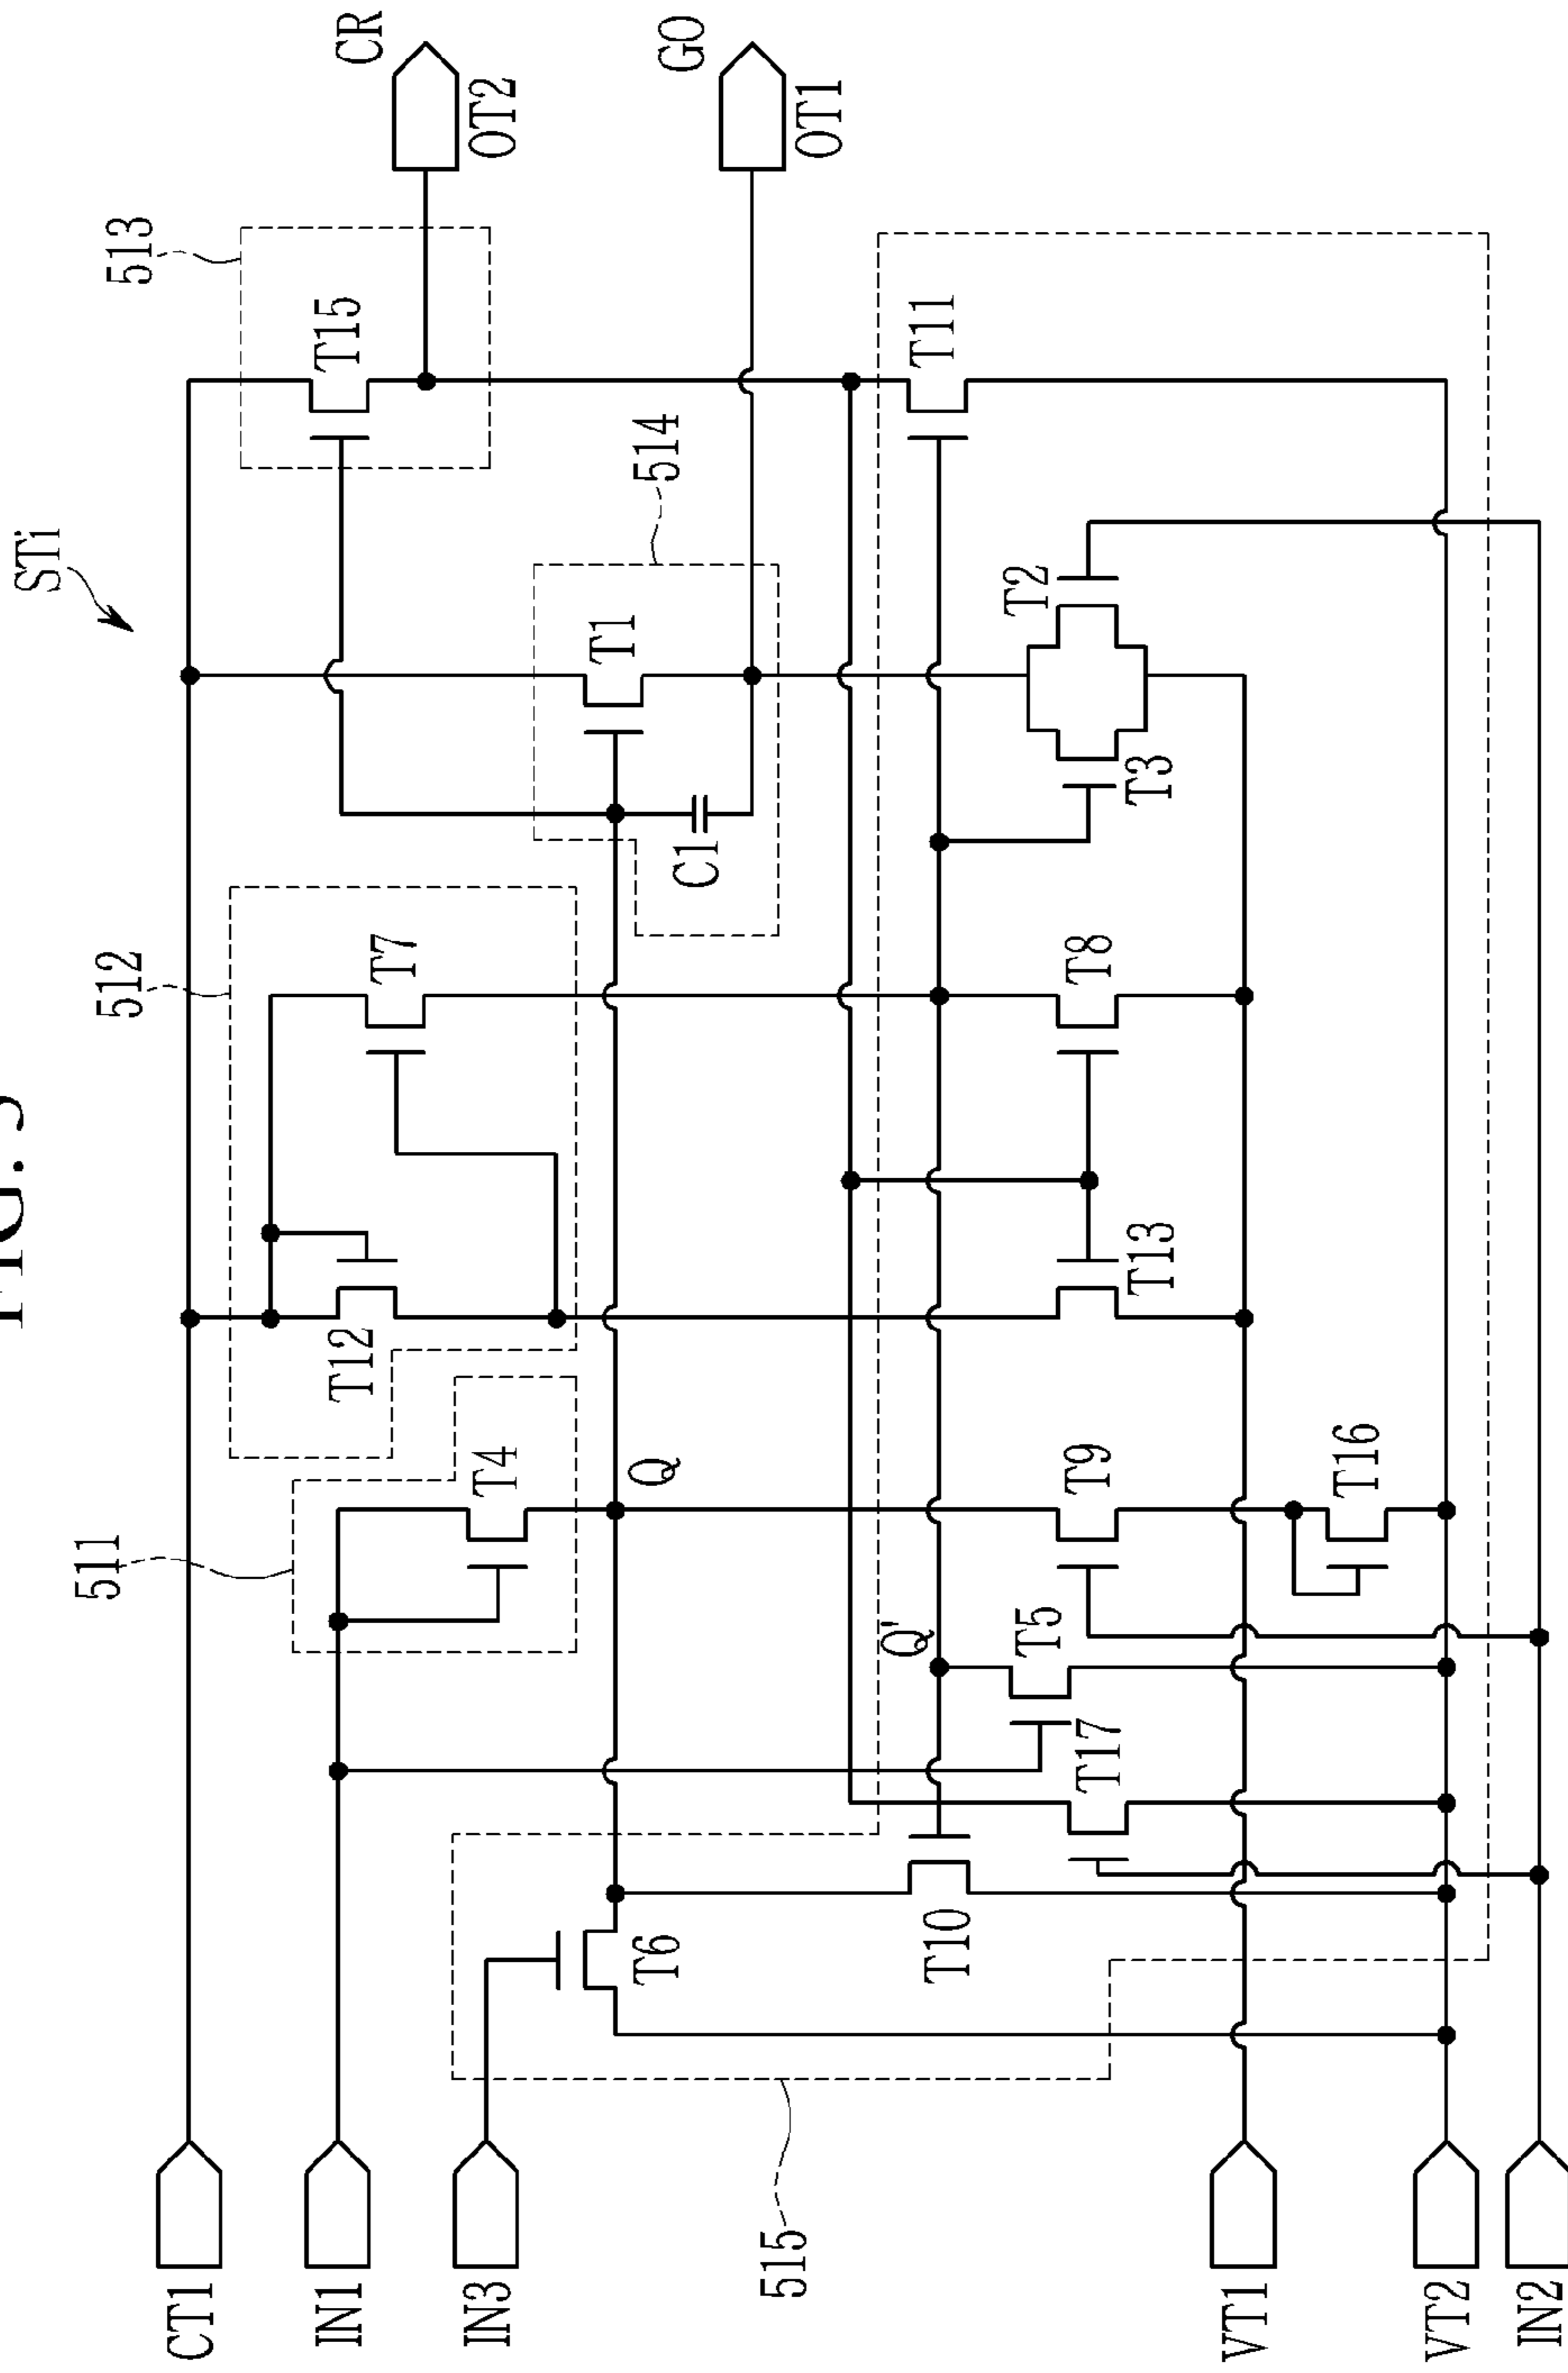 STi
513
CR
OT2
T15
514
GO
OT1
T1
C1
512
T7
T12
511
T4
Q
T11
T2
T3
T8
T13
T9
T16
Q'
T5
T17
T10
T6
515
CT1
IN1
IN3
VT1
VT2
IN2